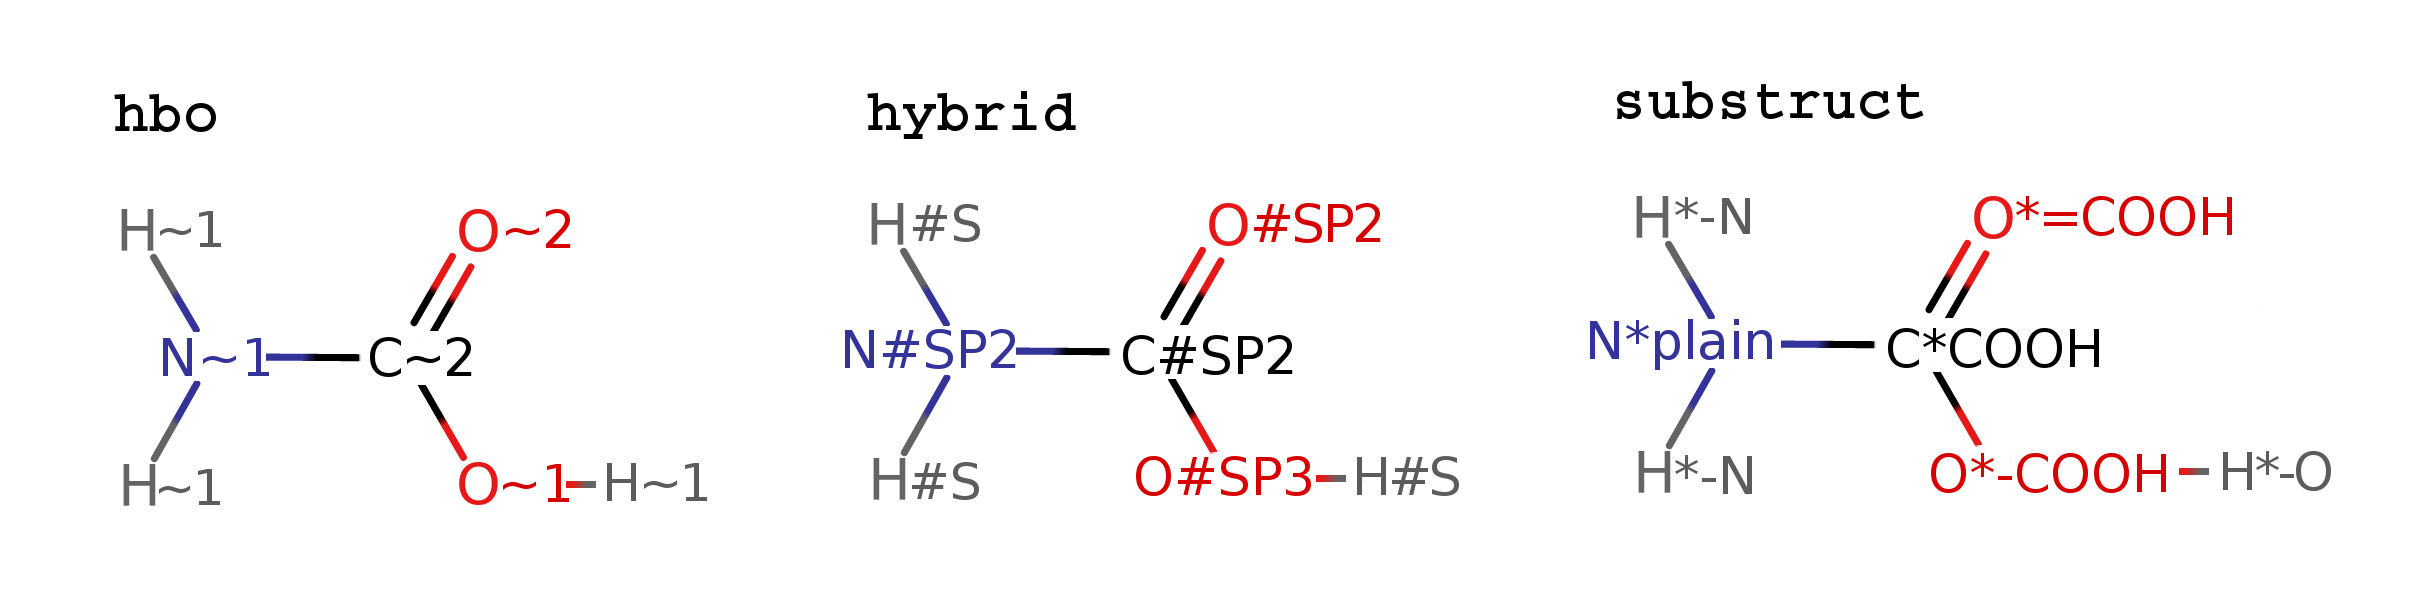 hbo
H~1
O~2
N~1
C~2
H~1
O~1
H~1
hybrid
H#S
O#SP2
N#SP2
C#SP2
H#S
O#SP3
H#S
substruct
H*-N
O*=COOH
N*plain
C*COOH
H*-N
O*-COOH
H*-O